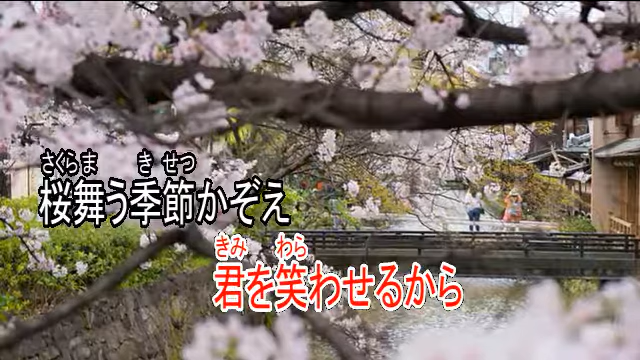 さくらま　き せつ
桜舞う季節かぞえ
きみ　わら
君を笑わせるから